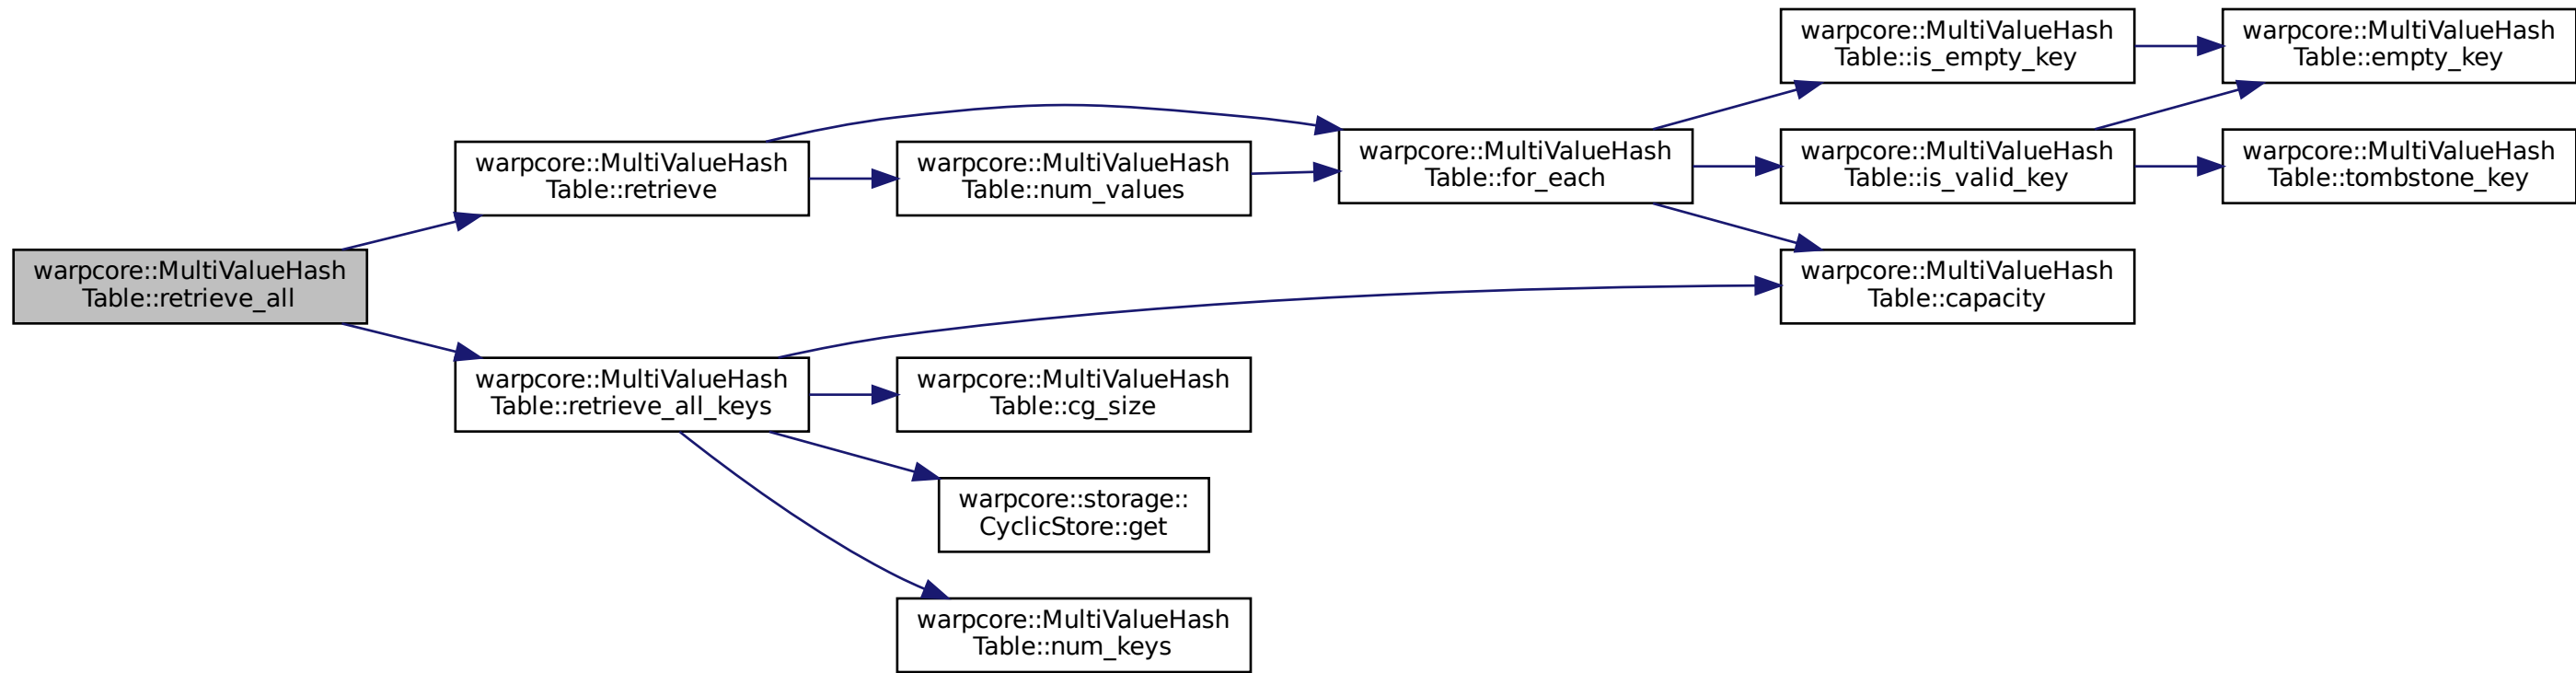 warpcore::MultiValueHash
Table::retrieve_all
warpcore::MultiValueHash
Table::retrieve
warpcore::MultiValueHash
Table::retrieve_all_keys
warpcore::MultiValueHash
Table::num_values
warpcore::MultiValueHash
Table::cg_size
warpcore::storage::
CyclicStore::get
warpcore::MultiValueHash
Table::num_keys
warpcore::MultiValueHash
Table::for_each
warpcore::MultiValueHash
Table::is_empty_key
warpcore::MultiValueHash
Table::is_valid_key
warpcore::MultiValueHash
Table::capacity
warpcore::MultiValueHash
Table::empty_key
warpcore::MultiValueHash
Table::tombstone_key